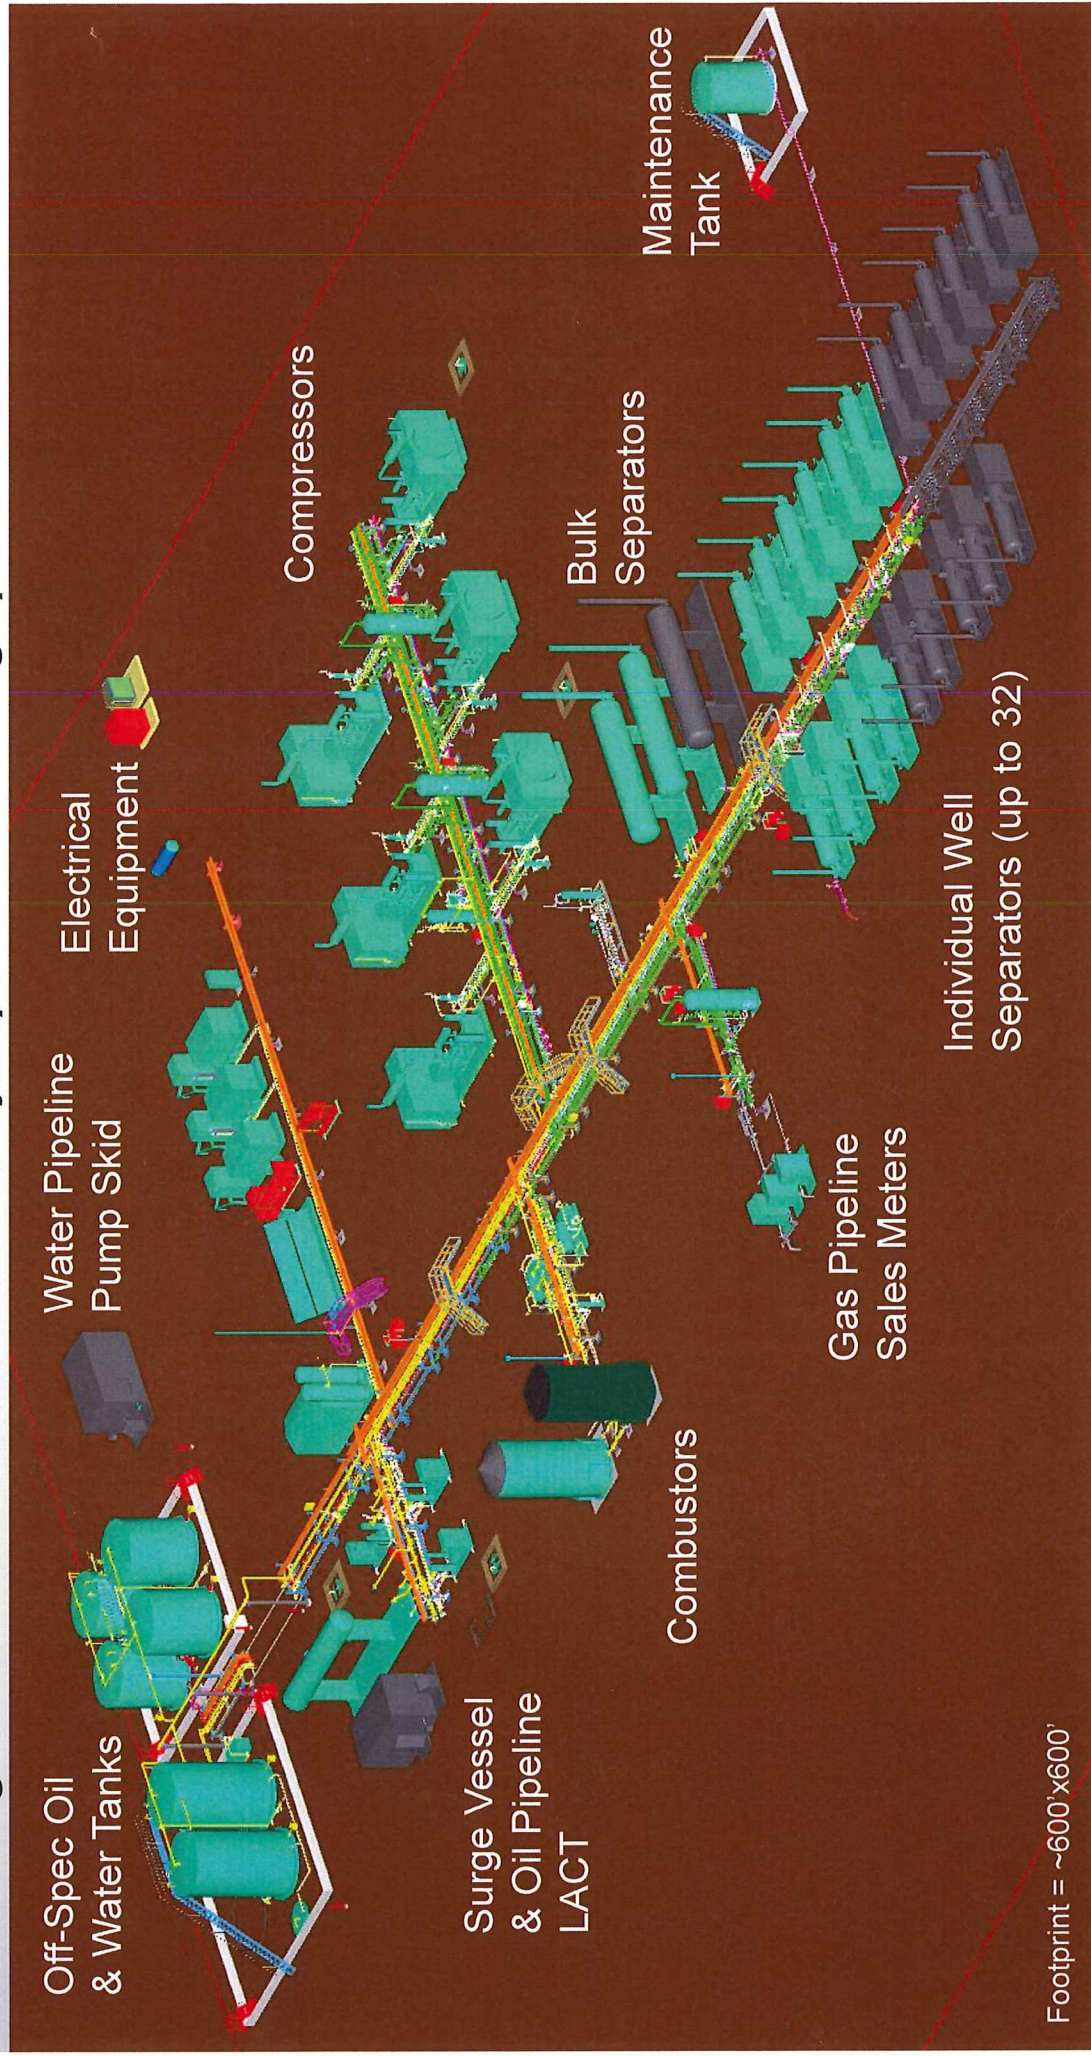 Off-Spec Oil
& Water Tanks
Water Pipeline
Pump Skid
Electrical
Equipment
Compressors
Surge Vessel
& Oil Pipeline
LACT
Combustors
Bulk
Separators
Maintenance
Tank
Gas Pipeline
Sales Meters
Individual Well
Separators (up to 32)
Footprint = ~600'x600'